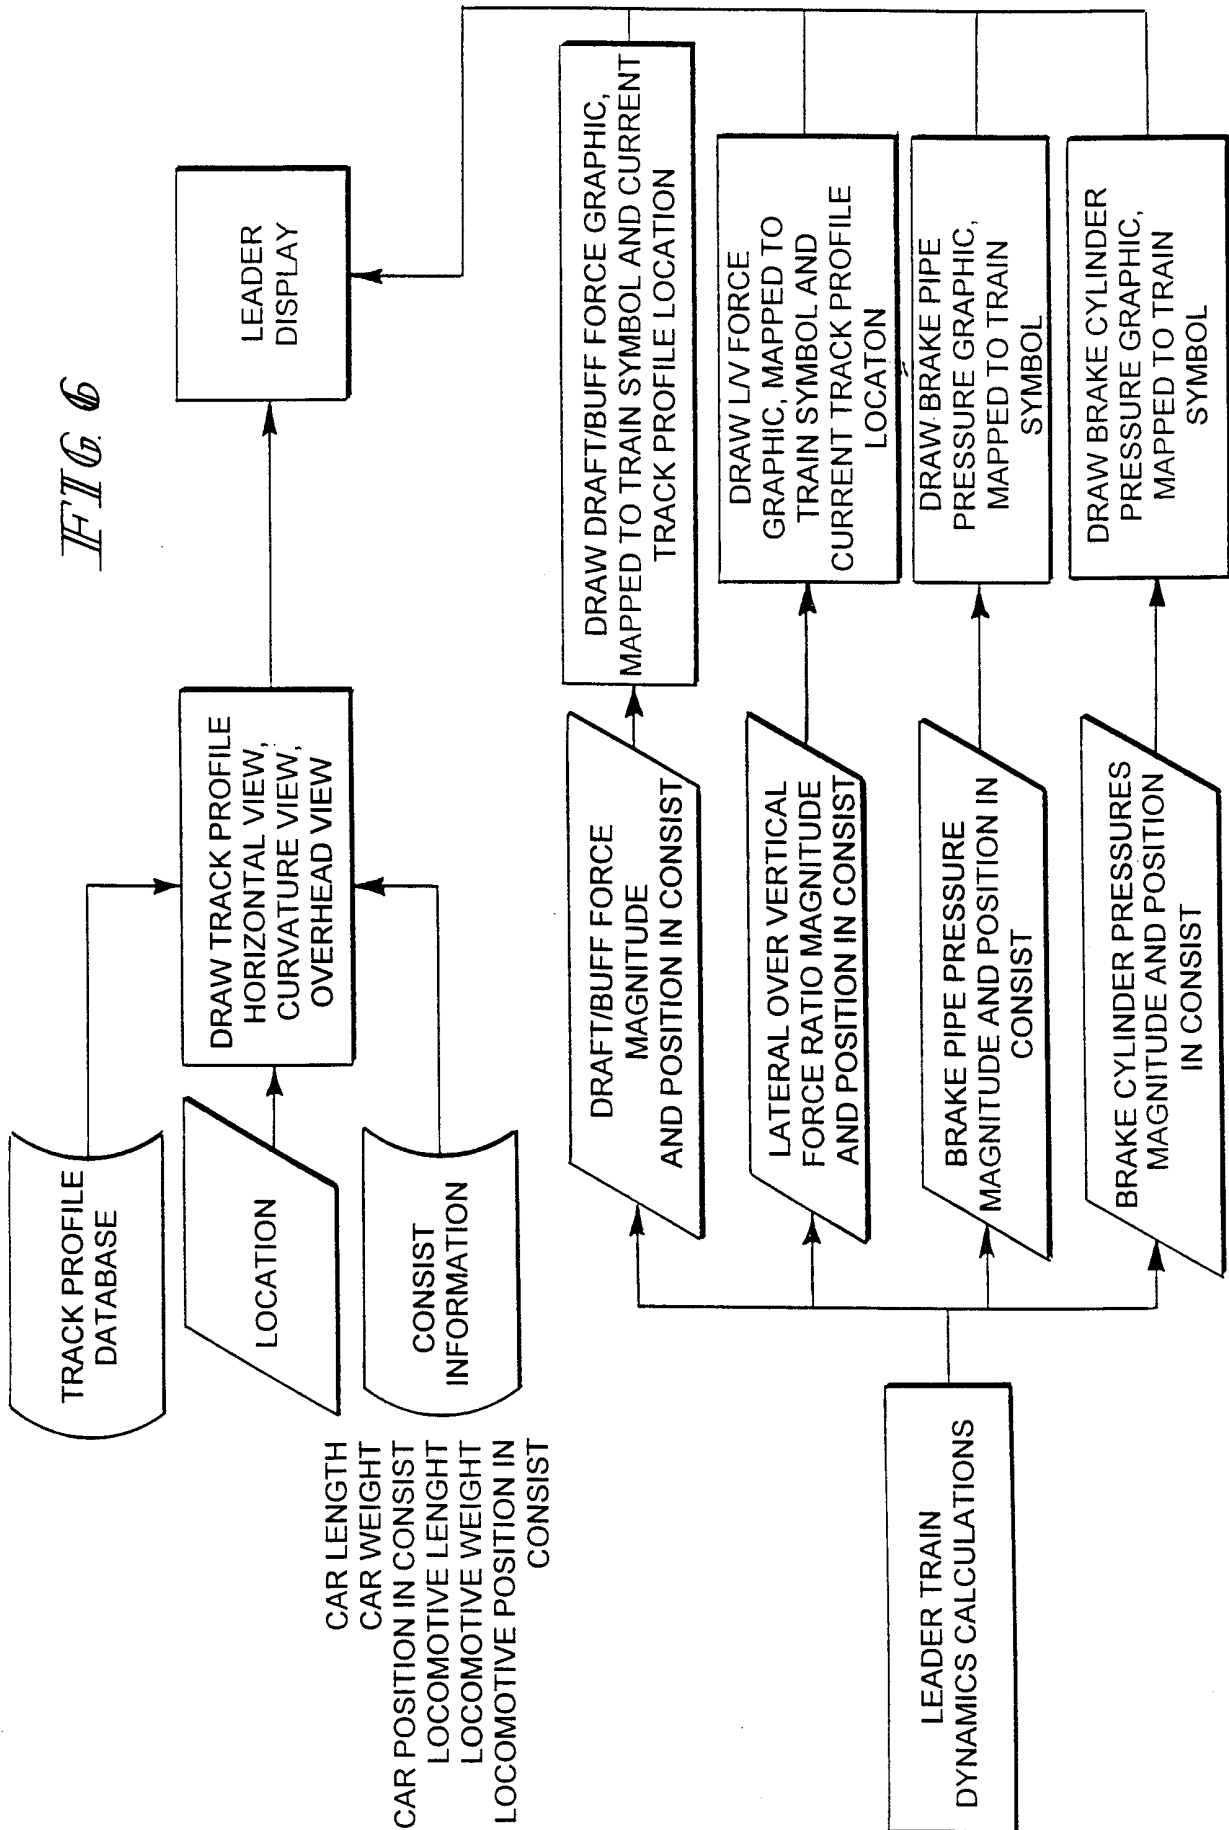 FIG. 6
TRACK PROFILE
DATABASE
LOCATION
CONSIST
INFORMATION
CAR LENGTH
CAR WEIGHT
CAR POSITION IN CONSIST
LOCOMOTIVE LENGHT
LOCOMOTIVE WEIGHT
LOCOMOTIVE POSITION IN
CONSIST
DRAW TRACK PROFILE
HORIZONTAL VIEW,
CURVATURE VIEW,
OVERHEAD VIEW
LEADER
DISPLAY
LEADER TRAIN
DYNAMICS CALCULATIONS
DRAFT/BUFF FORCE
MAGNITUDE
AND POSITION IN CONSIST
DRAW DRAFT/BUFF FORCE GRAPHIC,
MAPPED TO TRAIN SYMBOL AND CURRENT
TRACK PROFILE LOCATION
LATERAL OVER VERTICAL
FORCE RATIO MAGNITUDE
AND POSITION IN CONSIST
DRAW L/V FORCE
GRAPHIC, MAPPED TO
TRAIN SYMBOL AND
CURRENT TRACK PROFILE
LOCATON
BRAKE PIPE PRESSURE
MAGNITUDE AND POSITION IN
CONSIST
DRAW BRAKE PIPE
PRESSURE GRAPHIC,
MAPPED TO TRAIN
SYMBOL
BRAKE CYLINDER PRESSURES
MAGNITUDE AND POSITION
IN CONSIST
DRAW BRAKE CYLINDER
PRESSURE GRAPHIC,
MAPPED TO TRAIN
SYMBOL